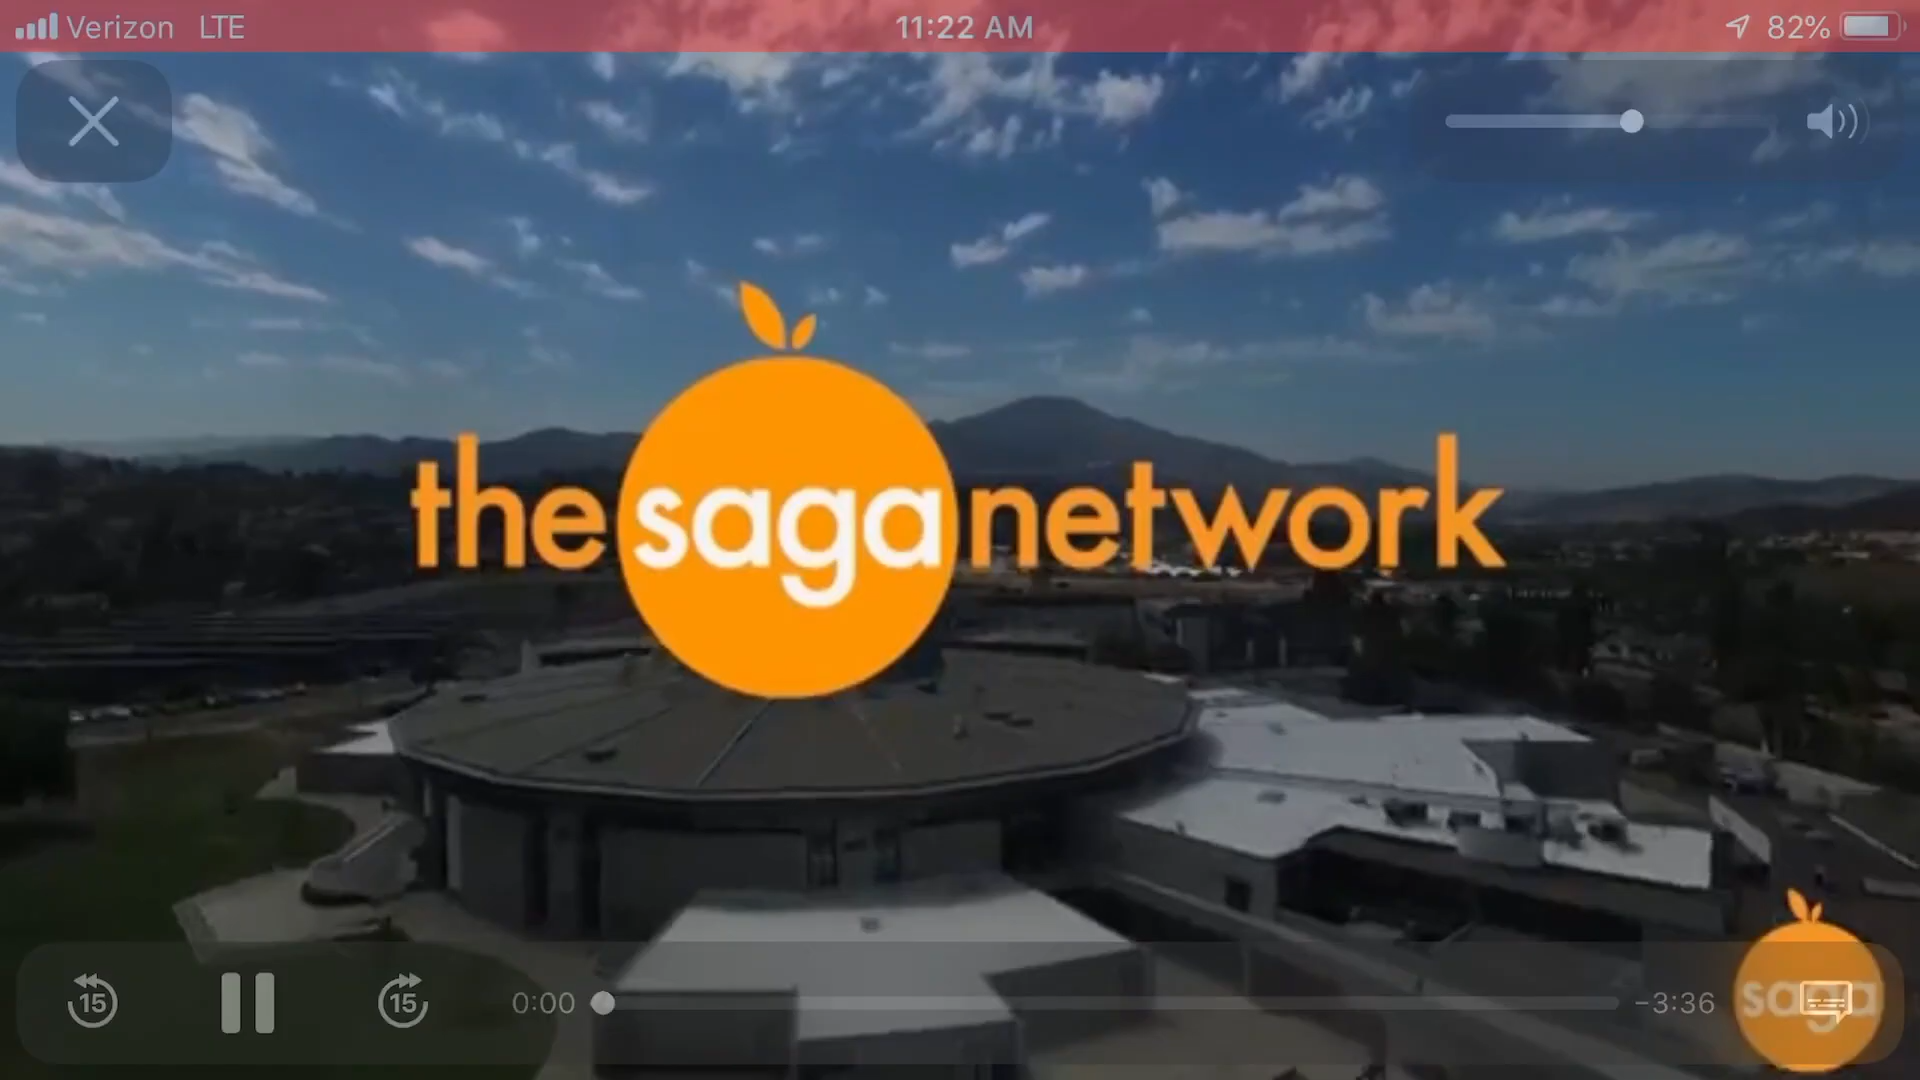 Verizon LTE 11:22 AM 82%
the saga network
15 15 0:00 -3:36
saga